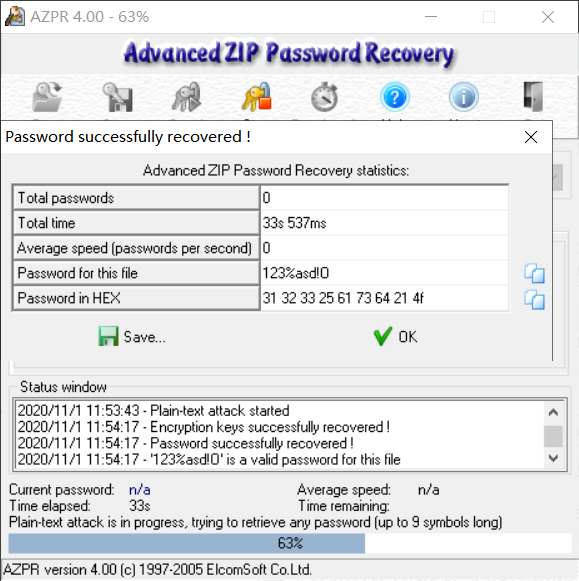 AZPR 4.00 - 63%
Advanced ZIP Password Recovery
Password successfully recovered !
Advanced ZIP Password Recovery statistics:
Total passwords 0
Total time 33s 537ms
Average speed (passwords per second) 0
Password for this file 123%asd!O
Password in HEX 31 32 33 25 61 73 64 21 4f
Save... OK
Status window
2020/11/1 11:53:43 - Plain-text attack started
2020/11/1 11:54:17 - Encryption keys successfully recovered !
2020/11/1 11:54:17 - Password successfully recovered !
2020/11/1 11:54:17 - '123%asd!O' is a valid password for this file
Current password: n/a Average speed: n/a
Time elapsed: 33s Time remaining:
Plain-text attack is in progress, trying to retrieve any password (up to 9 symbols long)
63%
AZPR version 4.00 (c) 1997-2005 ElcomSoft Co.Ltd.